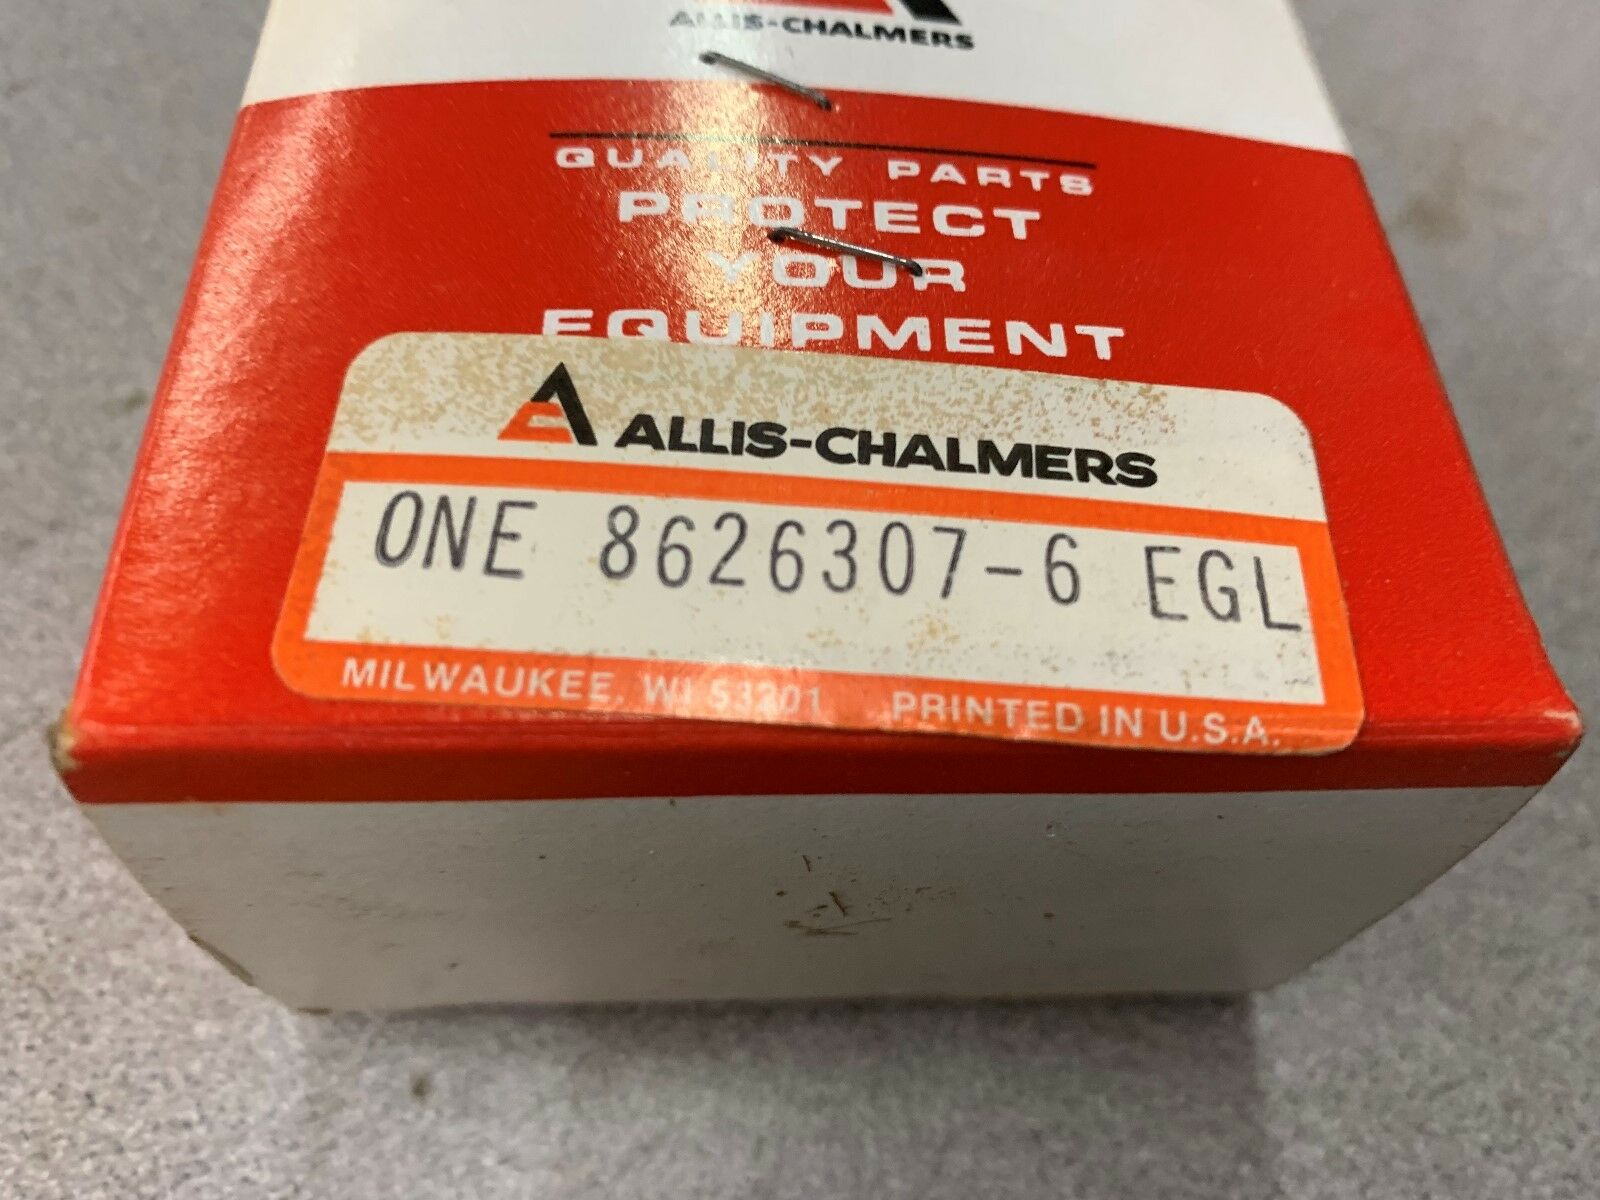 ALLIS-CHALMERS
QUALITY PARTS
PROTECT
YOUR
EQUIPMENT
ALLIS-CHALMERS
ONE 8626307-6 EGL
MILWAUKEE, WI 53201 PRINTED IN U.S.A.